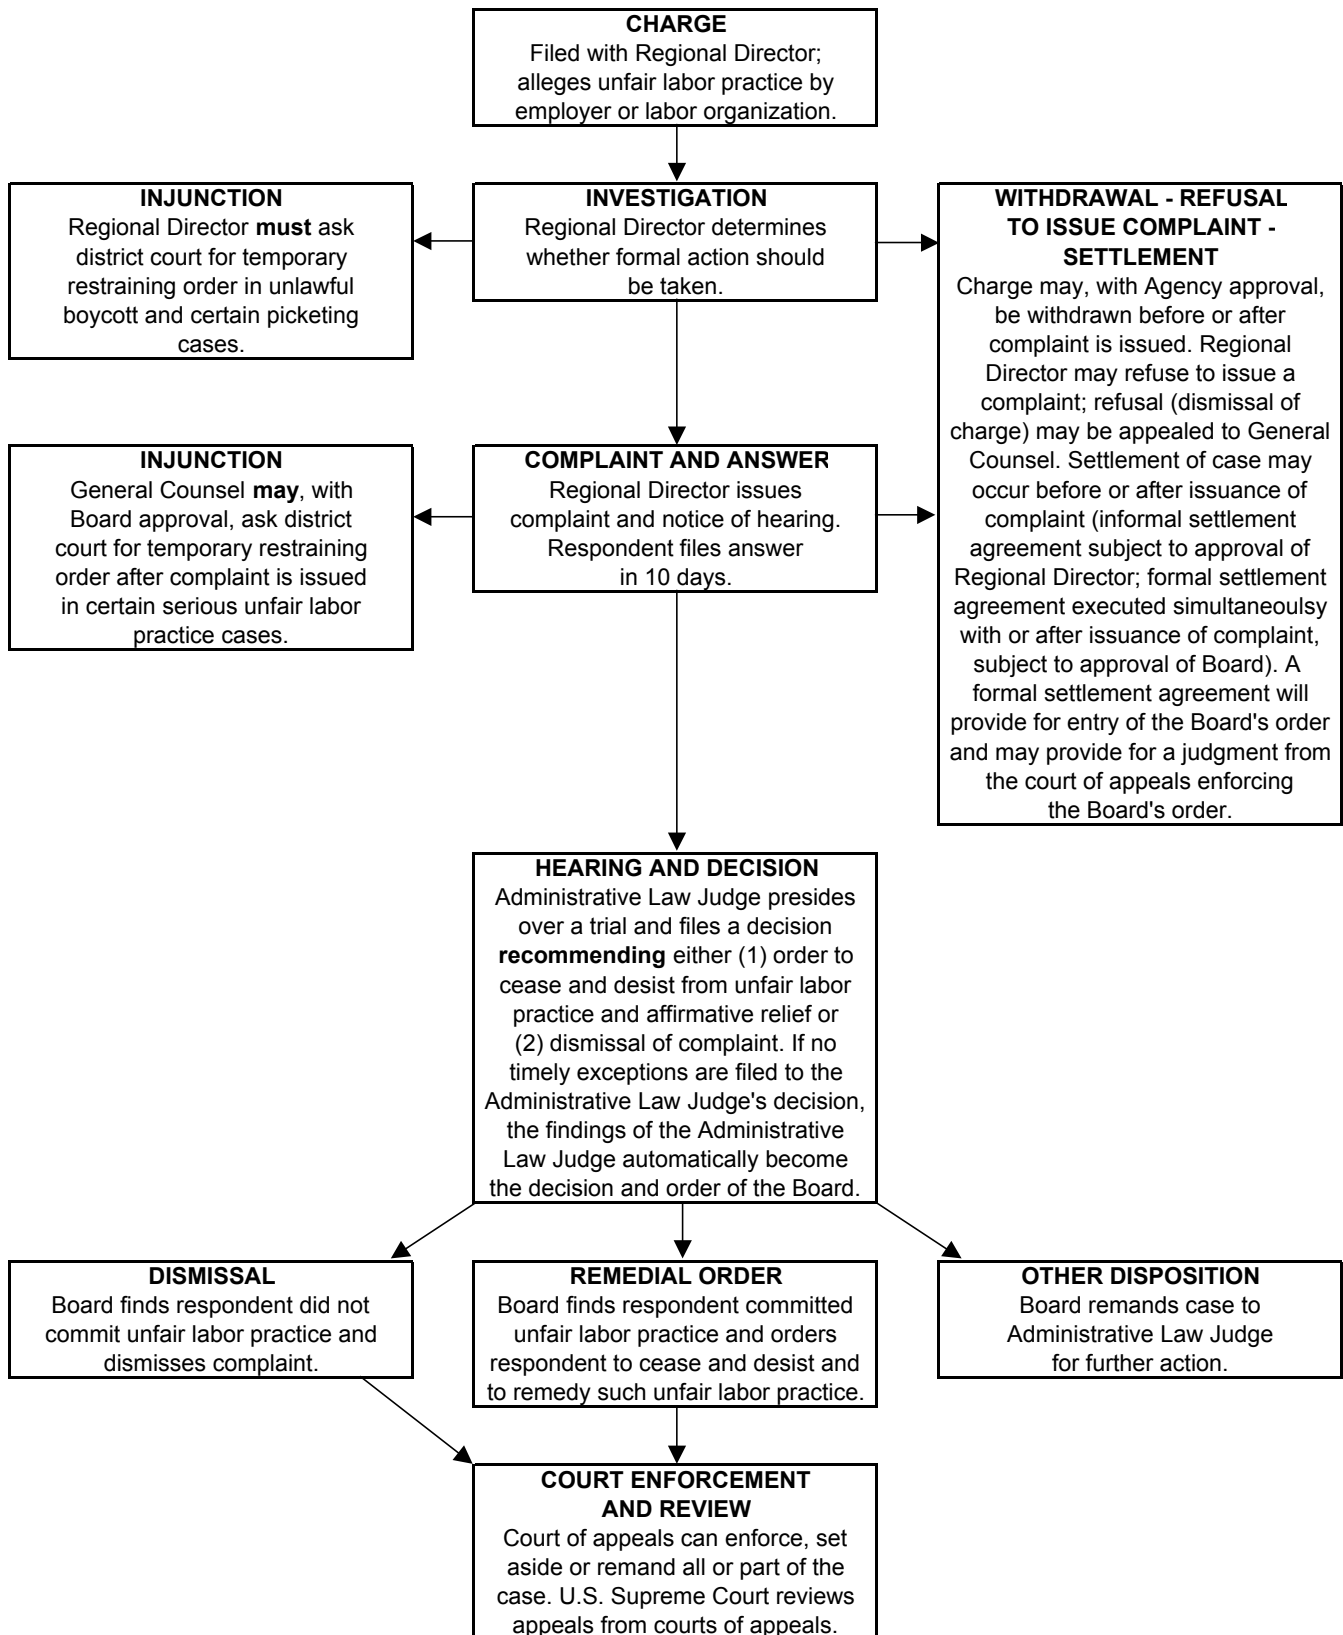 CHARGE
Filed with Regional Director;
alleges unfair labor practice by
employer or labor organization.
INJUNCTION
Regional Director must ask
district court for temporary
restraining order in unlawful
boycott and certain picketing
cases.
INVESTIGATION
Regional Director determines
whether formal action should
be taken.
WITHDRAWAL - REFUSAL
TO ISSUE COMPLAINT -
SETTLEMENT
Charge may, with Agency approval,
be withdrawn before or after
complaint is issued. Regional
Director may refuse to issue a
complaint; refusal (dismissal of
charge) may be appealed to General
Counsel. Settlement of case may
occur before or after issuance of
complaint (informal settlement
agreement subject to approval of
Regional Director; formal settlement
agreement executed simultaneoulsy
with or after issuance of complaint,
subject to approval of Board). A
formal settlement agreement will
provide for entry of the Board's order
and may provide for a judgment from
the court of appeals enforcing
the Board's order.
INJUNCTION
General Counsel may, with
Board approval, ask district
court for temporary restraining
order after complaint is issued
in certain serious unfair labor
practice cases.
COMPLAINT AND ANSWER
Regional Director issues
complaint and notice of hearing.
Respondent files answer
in 10 days.
HEARING AND DECISION
Administrative Law Judge presides
over a trial and files a decision
recommending either (1) order to
cease and desist from unfair labor
practice and affirmative relief or
(2) dismissal of complaint. If no
timely exceptions are filed to the
Administrative Law Judge's decision,
the findings of the Administrative
Law Judge automatically become
the decision and order of the Board.
DISMISSAL
Board finds respondent did not
commit unfair labor practice and
dismisses complaint.
REMEDIAL ORDER
Board finds respondent committed
unfair labor practice and orders
respondent to cease and desist and
to remedy such unfair labor practice.
OTHER DISPOSITION
Board remands case to
Administrative Law Judge
for further action.
COURT ENFORCEMENT
AND REVIEW
Court of appeals can enforce, set
aside or remand all or part of the
case. U.S. Supreme Court reviews
appeals from courts of appeals.